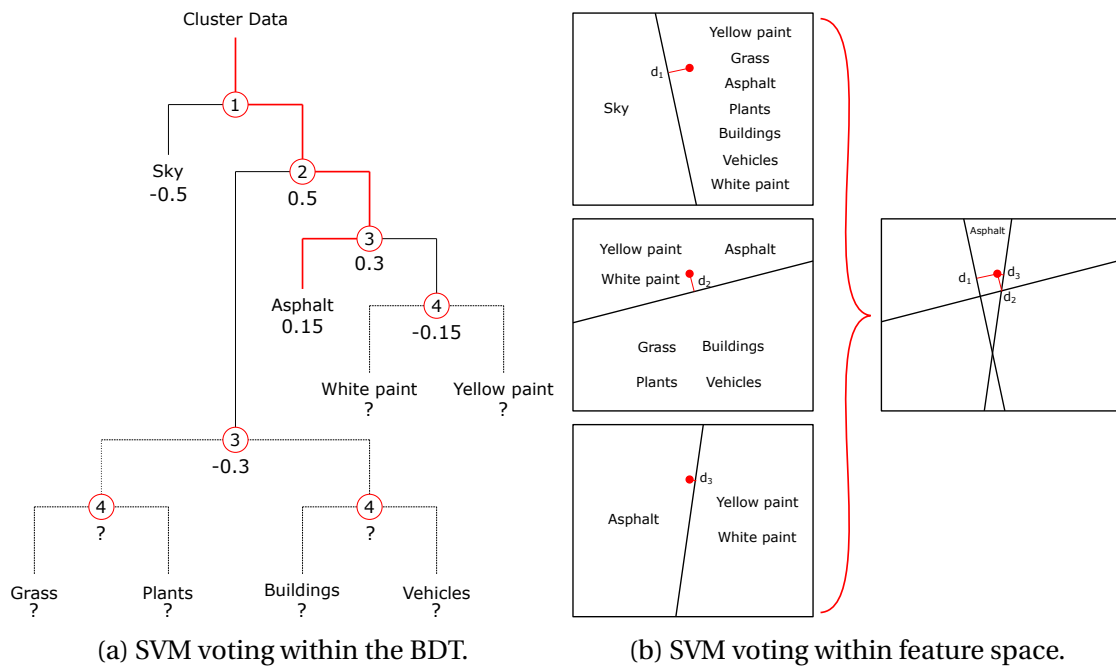 Cluster Data
1
Sky
-0.5
2
0.5
3
0.3
Asphalt
0.15
4
-0.15
White paint
?
Yellow paint
?
3
-0.3
4
?
4
?
Grass
?
Plants
?
Buildings
?
Vehicles
?
(a) SVM voting within the BDT.
Sky
d1
Yellow paint
Grass
Asphalt
Plants
Buildings
Vehicles
White paint
Yellow paint
Asphalt
White paint
d2
Grass
Buildings
Plants
Vehicles
Asphalt
d3
Yellow paint
White paint
Asphalt
d1
d3
d2
(b) SVM voting within feature space.